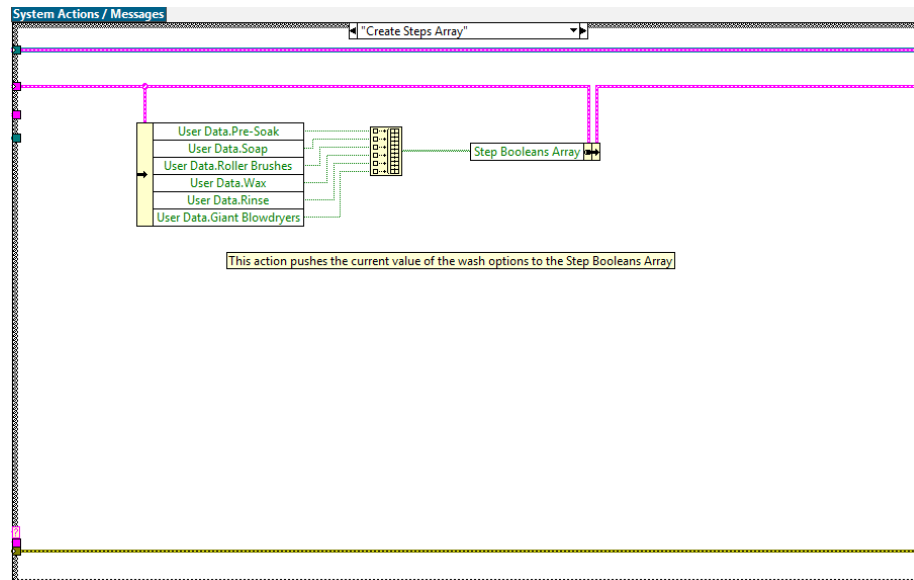 System Actions / Messages
"Create Steps Array"
User Data.Pre-Soak
User Data.Soap
User Data.Roller Brushes
User Data.Wax
User Data.Rinse
User Data.Giant Blowdryers
Step Booleans Array
This action pushes the current value of the wash options to the Step Booleans Array
?